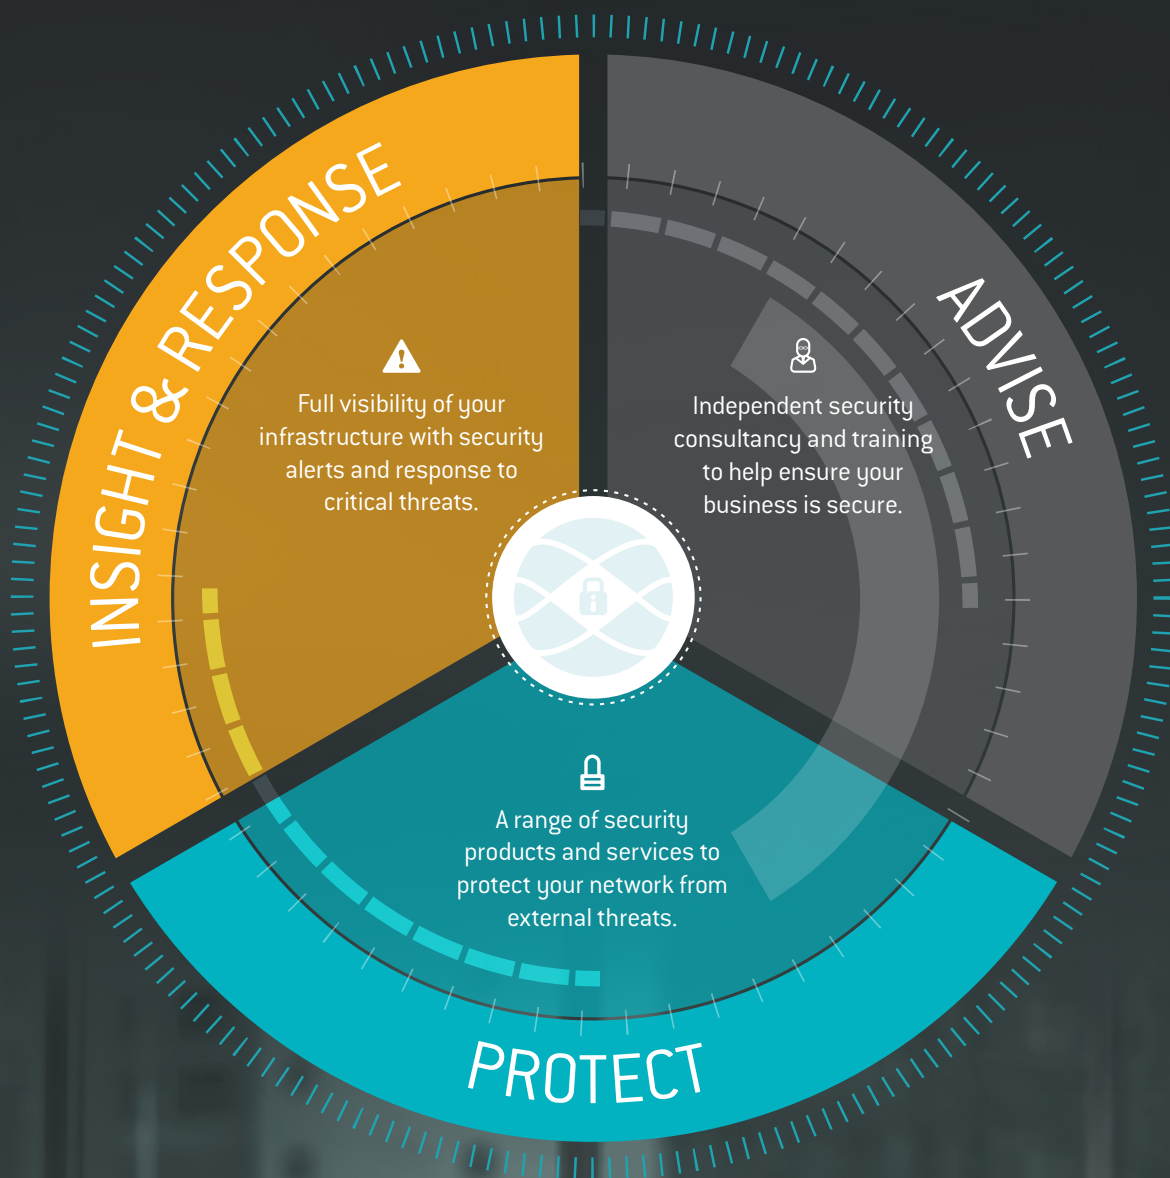 INSIGHT & RESPONSE
Full visibility of your
infrastructure with security
alerts and response to
critical threats.
ADVISE
Independent security
consultancy and training
to help ensure your
business is secure.
A range of security
products and services to
protect your network from
external threats.
PROTECT